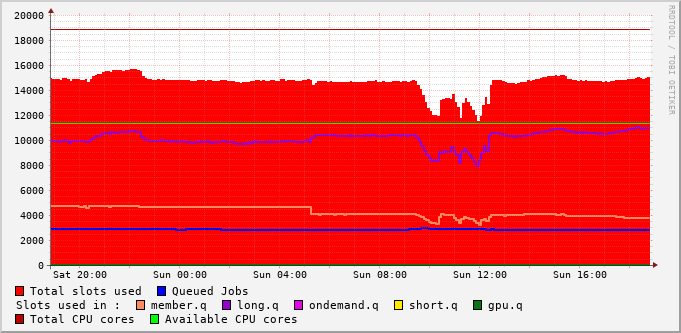 20000
18000
16000
14000
12000
10000
8000
6000
4000
2000
0
Sat 20:00 Sun 00:00 Sun 04:00 Sun 08:00 Sun 12:00 Sun 16:00
RRDTOOL / TOBI OETIKER
Total slots used Queued Jobs
Slots used in : member.q long.q ondemand.q short.q gpu.q
Total CPU cores Available CPU cores